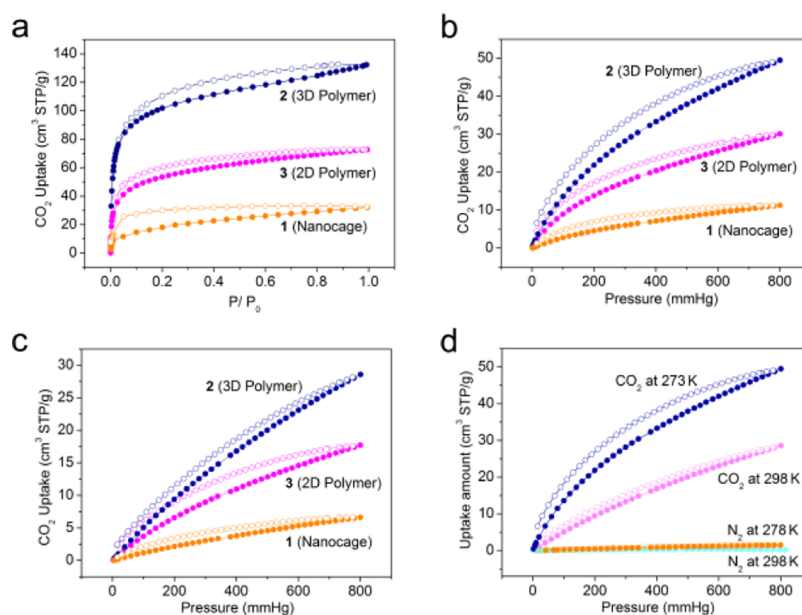 a
CO2 Uptake (cm3 STP/g)
140
120
100
80
60
40
20
0
2 (3D Polymer)
3 (2D Polymer)
1 (Nanocage)
0.0 0.2 0.4 0.6 0.8 1.0
P/ P0
b
CO2 Uptake (cm3 STP/g)
50
40
30
20
10
0
2 (3D Polymer)
3 (2D Polymer)
1 (Nanocage)
0 200 400 600 800
Pressure (mmHg)
c
CO2 Uptake (cm3 STP/g)
30
25
20
15
10
5
0
2 (3D Polymer)
3 (2D Polymer)
1 (Nanocage)
0 200 400 600 800
Pressure (mmHg)
d
Uptake amount (cm3 STP/g)
50
40
30
20
10
0
CO2 at 273 K
CO2 at 298 K
N2 at 278 K
N2 at 298 K
0 200 400 600 800
Pressure (mmHg)